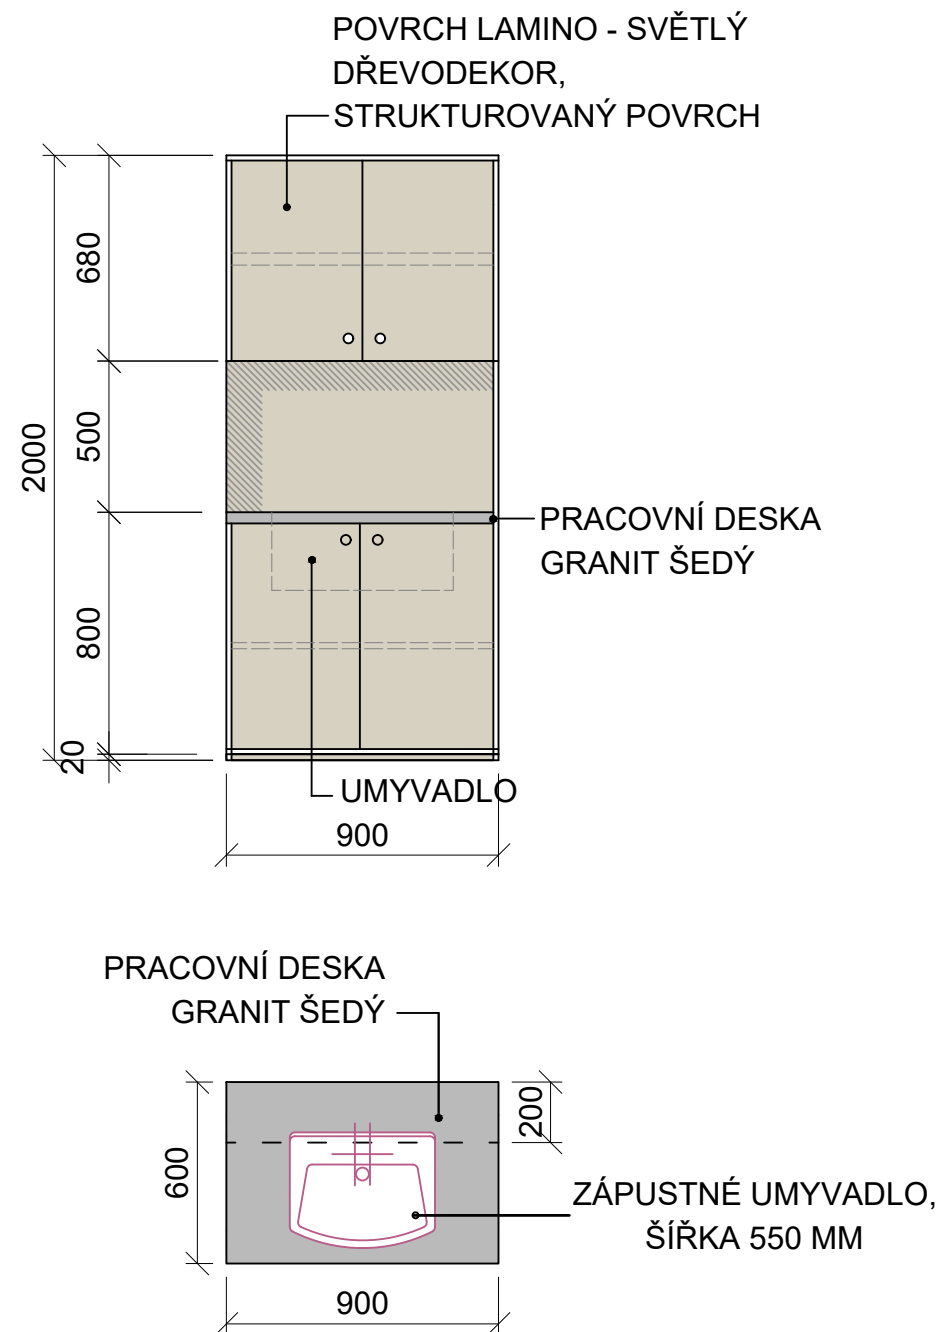 POVRCH LAMINO - SVĚTLÝ
DŘEVODEKOR,
STRUKTUROVANÝ POVRCH
680
500
2000
PRACOVNÍ DESKA
GRANIT ŠEDÝ
800
20
UMYVADLO
900
PRACOVNÍ DESKA
GRANIT ŠEDÝ
200
600
ZÁPUSTNÉ UMYVADLO,
ŠÍŘKA 550 MM
900